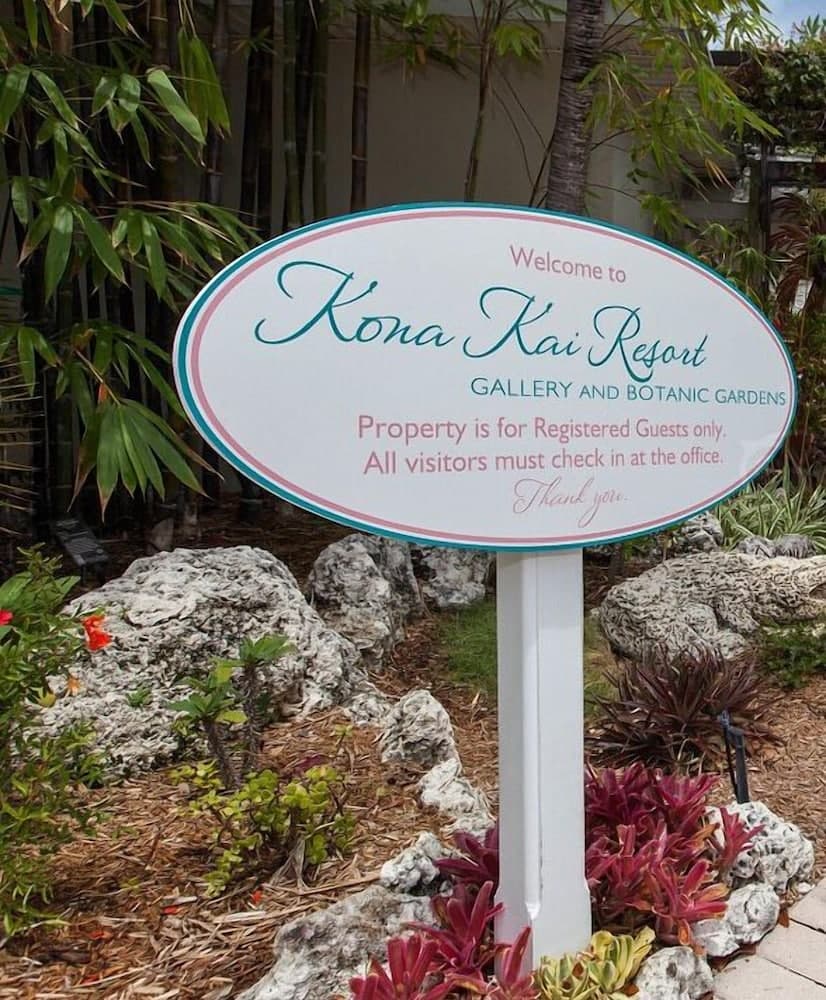 Welcome to
Kona Kai Resort
GALLERY AND BOTANIC GARDENS
Property is for Registered Guests only.
All visitors must check in at the office.
Thank you.